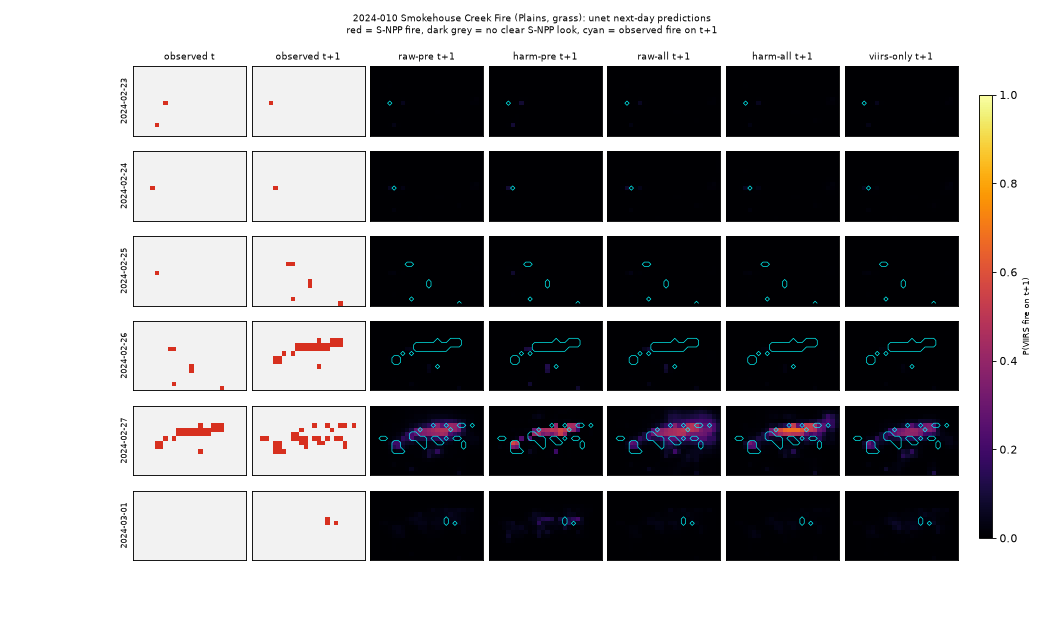 2024-010 Smokehouse Creek Fire (Plains, grass): unet next-day predictions
red = S-NPP fire, dark grey = no clear S-NPP look, cyan = observed fire on t+1
observed t
observed t+1
raw-pre t+1
harm-pre t+1
raw-all t+1
harm-all t+1
viirs-only t+1
2024-02-23
2024-02-24
2024-02-25
2024-02-26
2024-02-27
2024-03-01
1.0
0.8
0.6
0.4
0.2
0.0
P(VIIRS fire on t+1)